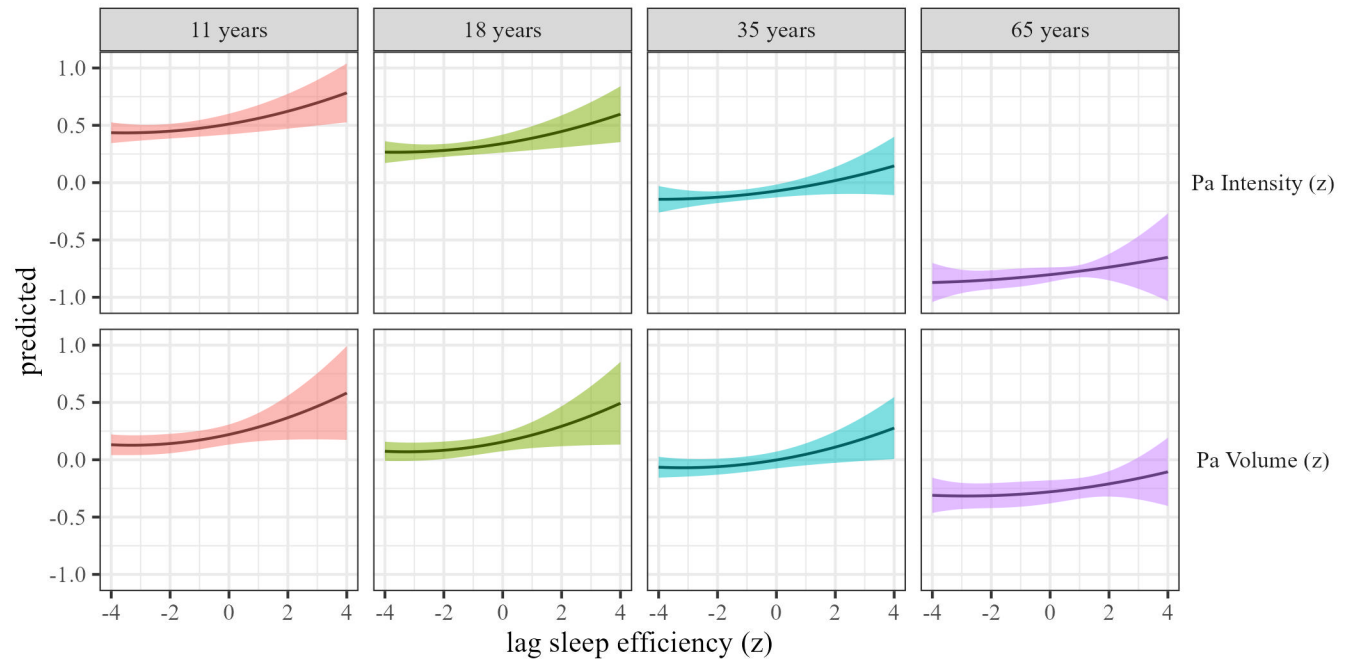 11 years
18 years
35 years
65 years
1.0
0.5
0.0
-0.5
-1.0
Pa Intensity (z)
predicted
1.0
0.5
0.0
-0.5
-1.0
Pa Volume (z)
-4 -2 0 2 4
-4 -2 0 2 4
-4 -2 0 2 4
-4 -2 0 2 4
lag sleep efficiency (z)